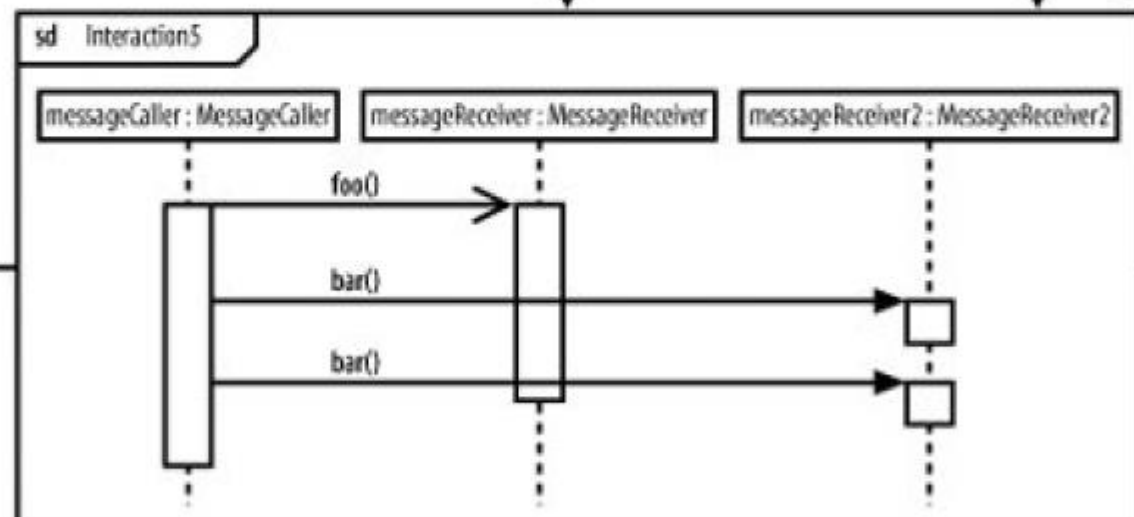 sd Interaction5
messageCaller : MessageCaller
messageReceiver : MessageReceiver
messageReceiver2 : MessageReceiver2
foo()
bar()
bar()